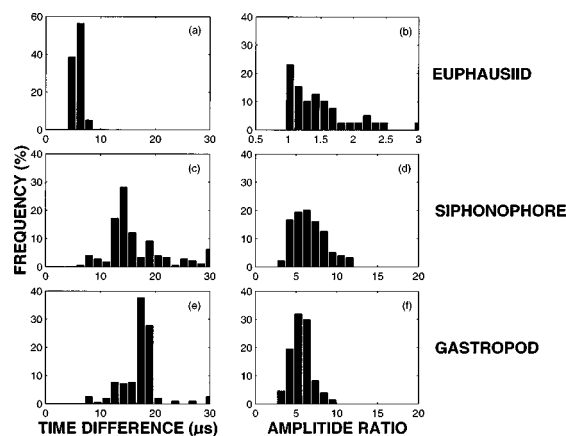 60
40
20
0
0 10 20 30
(a)
40
30
20
10
0
0.5 1 1.5 2 2.5 3
(b)
EUPHAUSIID
FREQUENCY (%)
40
30
20
10
0
0 10 20 30
(c)
40
30
20
10
0
0 5 10 15 20
(d)
SIPHONOPHORE
40
30
20
10
0
0 10 20 30
(e)
40
30
20
10
0
0 5 10 15 20
(f)
GASTROPOD
TIME DIFFERENCE (µs)
AMPLITIDE RATIO